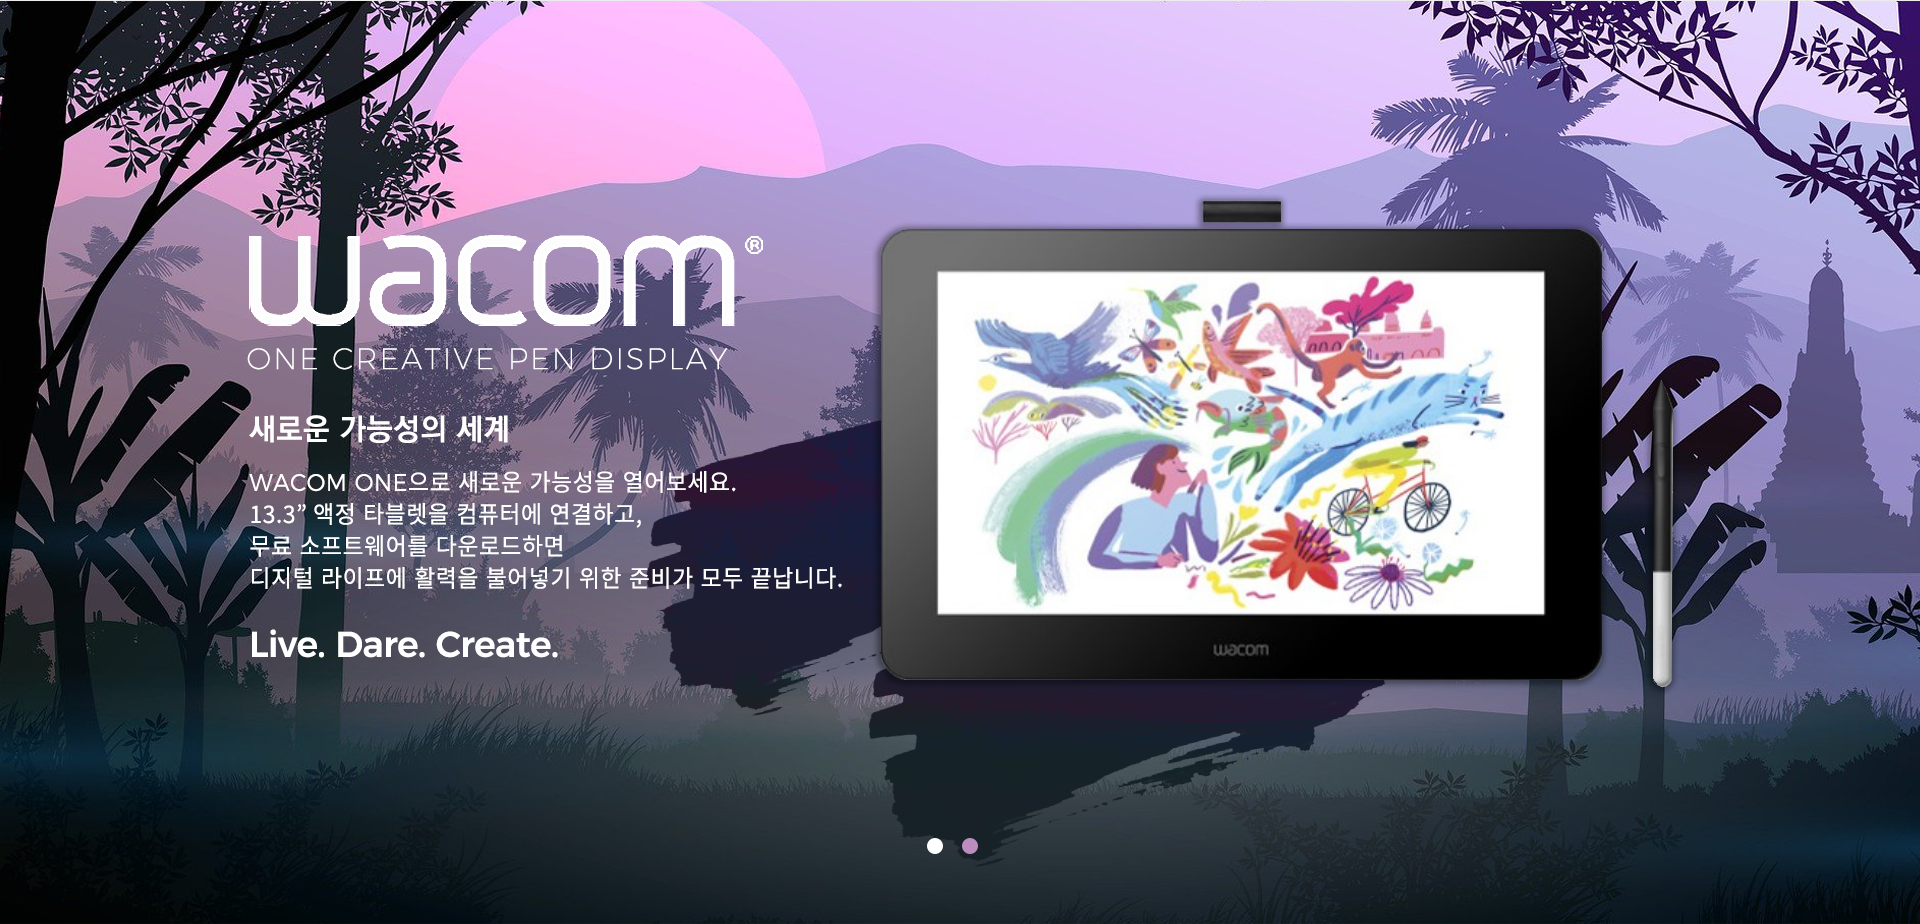 wacom®
ONE CREATIVE PEN DISPLAY
새로운 가능성의 세계
WACOM ONE으로 새로운 가능성을 열어보세요.
13.3” 액정 타블렛을 컴퓨터에 연결하고,
무료 소프트웨어를 다운로드하면
디지털 라이프에 활력을 불어넣기 위한 준비가 모두 끝납니다.
Live. Dare. Create.
wacom